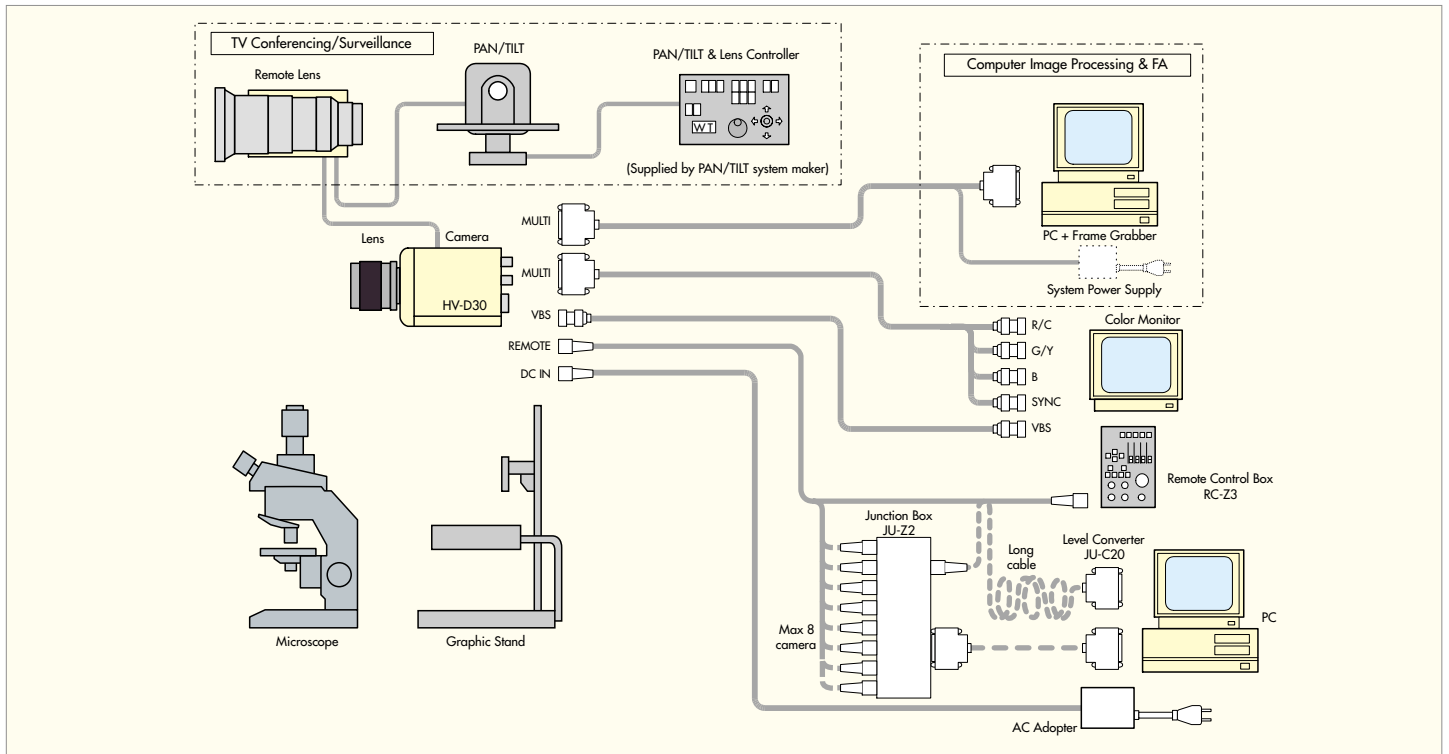 TV Conferencing/Surveillance
Remote Lens
PAN/TILT
PAN/TILT & Lens Controller
W T
(Supplied by PAN/TILT system maker)
Computer Image Processing & FA
PC + Frame Grabber
System Power Supply
Lens
Camera
HV-D30
MULTI
MULTI
VBS
REMOTE
DC IN
R/C
G/Y
B
SYNC
VBS
Color Monitor
Remote Control Box
RC-Z3
Junction Box
JU-Z2
Long
cable
Level Converter
JU-C20
PC
Max 8
camera
AC Adopter
Microscope
Graphic Stand